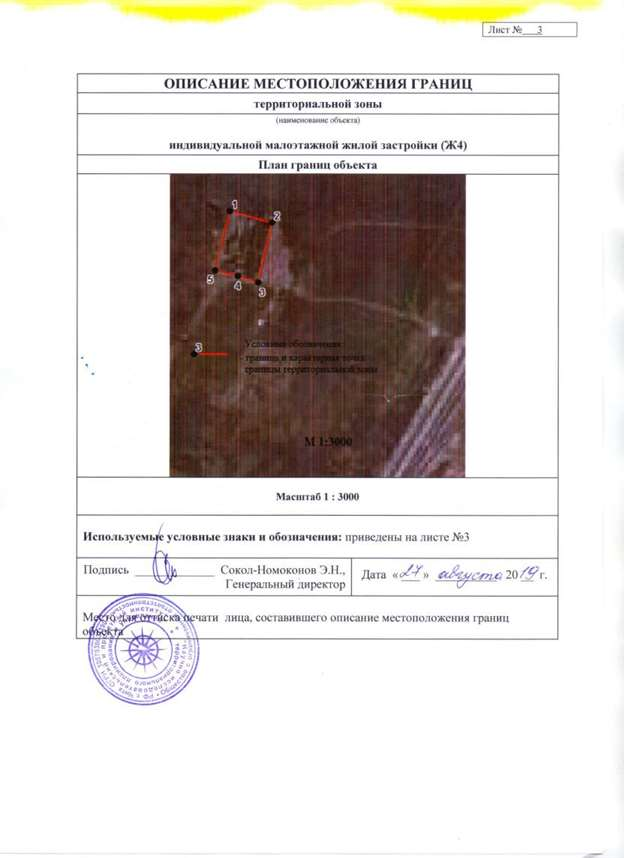 Лист № 3
ОПИСАНИЕ МЕСТОПОЛОЖЕНИЯ ГРАНИЦ
территориальной зоны
(наименование объекта)
индивидуальной малоэтажной жилой застройки (Ж4)
План границ объекта
1
2
5
4
3
Условные обозначения
3
- граница и характерная точка
границы территориальной зоны
М 1:3000
Масштаб 1 : 3000
Используемые условные знаки и обозначения: приведены на листе №3
Подпись Сокол-Номоконов Э.Н.,
Генеральный директор
Дата «27» августа 2019 г.
Место для оттиска печати лица, составившего описание местоположения границ
объекта